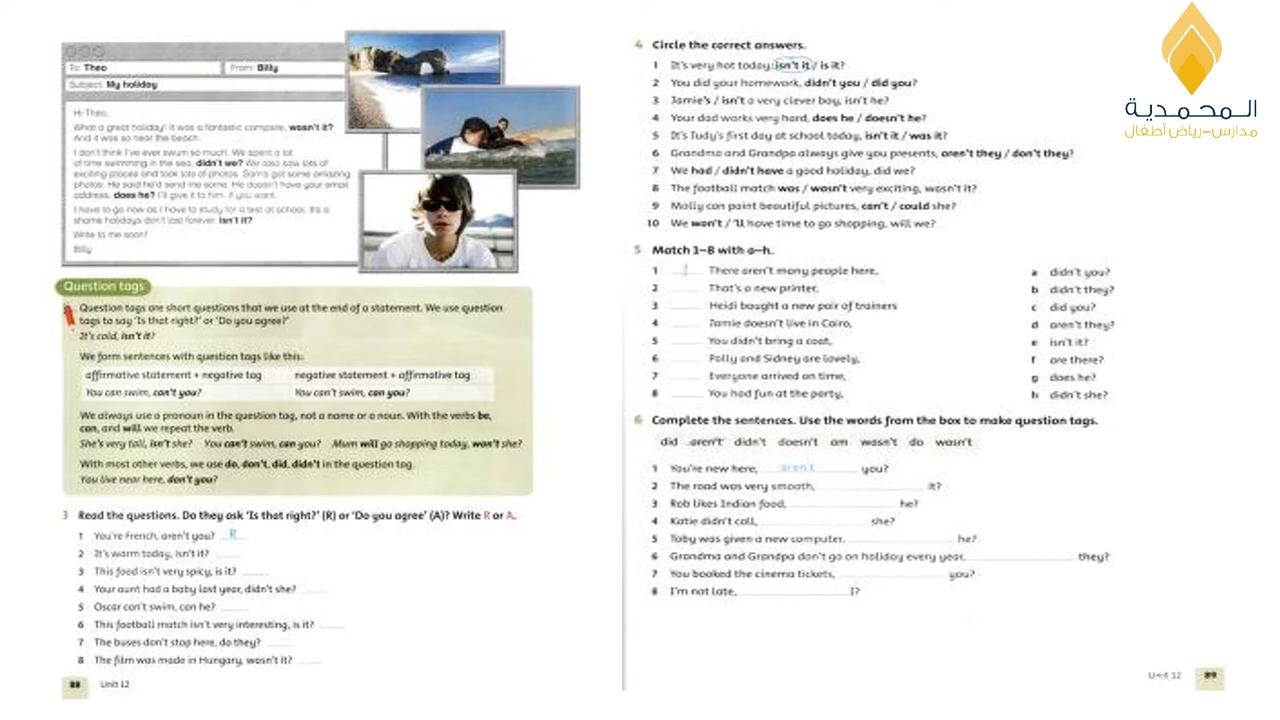 To: Theo
From: Billy
Subject: My holiday
Hi Theo,
What a great holiday! It was a fantastic campsite, wasn't it?
And it was so near the beach.
I don't think I've ever swum so much. We spent a lot
of time swimming in the sea, didn't we? We also saw lots of
exciting places and took lots of photos. Sam's got some amazing
photos. He said he'd send me some. He doesn't have your email
address, does he? I'll give it to him, if you want.
I have to go now as I have to study for a test at school. It's a
shame holidays don't last forever, isn't it?
Write to me soon!
Billy
Question tags
Question tags are short questions that we use at the end of a statement. We use question
tags to say 'Is that right?' or 'Do you agree?'
It's cold, isn't it?
We form sentences with question tags like this:
affirmative statement + negative tag negative statement + affirmative tag
You can swim, can't you? You can't swim, can you?
We always use a pronoun in the question tag, not a name or a noun. With the verbs be,
can, and will we repeat the verb.
She's very tall, isn't she? You can't swim, can you? Mum will go shopping today, won't she?
With most other verbs, we use do, don't, did, didn't in the question tag.
You live near here, don't you?
3 Read the questions. Do they ask 'Is that right?' (R) or 'Do you agree' (A)? Write R or A.
1 You're French, aren't you? R
2 It's warm today, isn't it?
3 This food isn't very spicy, is it?
4 Your aunt had a baby last year, didn't she?
5 Oscar can't swim, can he?
6 This football match isn't very interesting, is it?
7 The buses don't stop here, do they?
8 The film was made in Hungary, wasn't it?
88 Unit 12
4 Circle the correct answers.
1 It's very hot today, isn't it / is it?
2 You did your homework, didn't you / did you?
3 Jamie's / isn't a very clever boy, isn't he?
4 Your dad works very hard, does he / doesn't he?
5 It's Judy's first day at school today, isn't it / was it?
6 Grandma and Grandpa always give you presents, aren't they / don't they?
7 We had / didn't have a good holiday, did we?
8 The football match was / wasn't very exciting, wasn't it?
9 Molly can paint beautiful pictures, can't / could she?
10 We won't / 'll have time to go shopping, will we?
5 Match 1–8 with a–h.
1 f There aren't many people here, a didn't you?
2 That's a new printer, b didn't they?
3 Heidi bought a new pair of trainers c did you?
4 Jamie doesn't live in Cairo, d aren't they?
5 You didn't bring a coat, e isn't it?
6 Polly and Sidney are lovely, f are there?
7 Everyone arrived on time, g does he?
8 You had fun at the party, h didn't she?
6 Complete the sentences. Use the words from the box to make question tags.
did aren't didn't doesn't am wasn't do wasn't
1 You're new here, aren't you?
2 The road was very smooth, it?
3 Rob likes Indian food, he?
4 Katie didn't call, she?
5 Toby was given a new computer, he?
6 Grandma and Grandpa don't go on holiday every year, they?
7 You booked the cinema tickets, you?
8 I'm not late, I?
Unit 12 89
المحمدية
مدارس-رياض أطفال